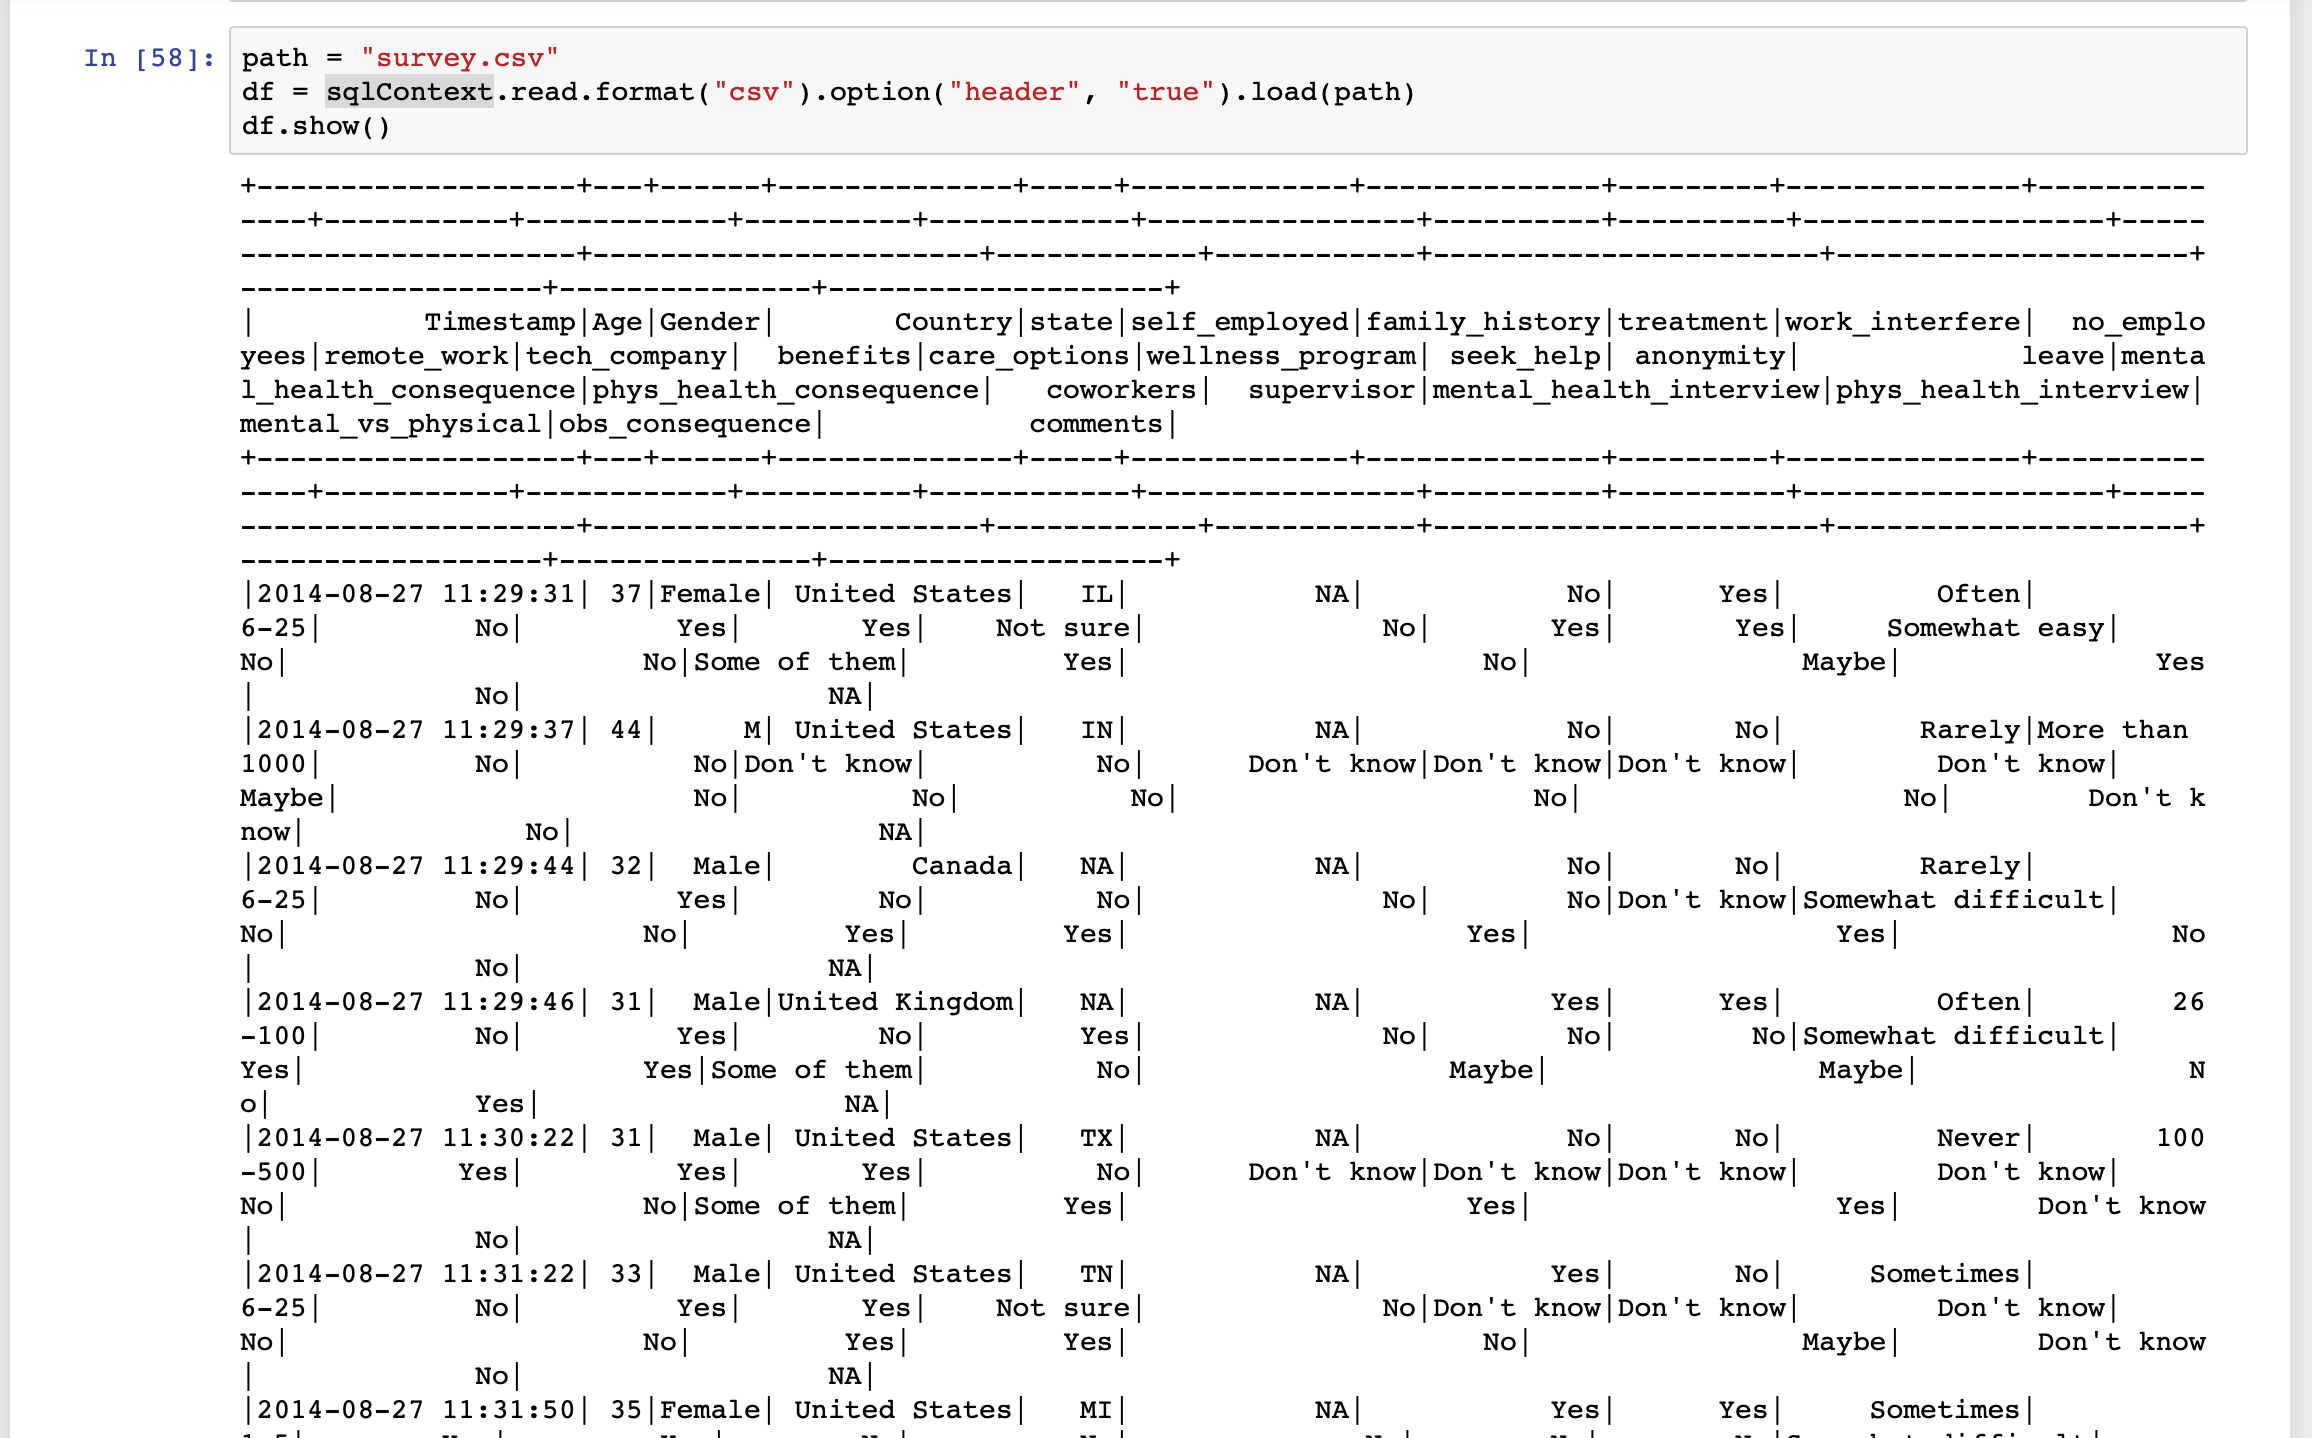 In [58]: path = "survey.csv"
df = sqlContext.read.format("csv").option("header", "true").load(path)
df.show()
+-------------------+---+------+--------------+-----+-------------+--------------+---------+--------------+----------
----+-----------+------------+----------+------------+----------------+----------+----------+------------------+-----
--------------------+-----------------------+------------+------------+-----------------------+---------------------+
------------------+---------------+--------------------+
|          Timestamp|Age|Gender|       Country|state|self_employed|family_history|treatment|work_interfere|  no_emplo
yees|remote_work|tech_company|  benefits|care_options|wellness_program| seek_help| anonymity|             leave|menta
l_health_consequence|phys_health_consequence|   coworkers|  supervisor|mental_health_interview|phys_health_interview|
mental_vs_physical|obs_consequence|            comments|
+-------------------+---+------+--------------+-----+-------------+--------------+---------+--------------+----------
----+-----------+------------+----------+------------+----------------+----------+----------+------------------+-----
--------------------+-----------------------+------------+------------+-----------------------+---------------------+
------------------+---------------+--------------------+
|2014-08-27 11:29:31| 37|Female| United States|   IL|           NA|            No|      Yes|         Often|
6-25|         No|         Yes|       Yes|    Not sure|              No|       Yes|       Yes|     Somewhat easy|
No|                     No|Some of them|         Yes|                     No|                Maybe|               Yes
|             No|                  NA|
|2014-08-27 11:29:37| 44|     M| United States|   IN|           NA|            No|       No|        Rarely|More than
1000|         No|          No|Don't know|          No|      Don't know|Don't know|Don't know|        Don't know|
Maybe|                     No|          No|          No|                     No|                   No|        Don't k
now|             No|                  NA|
|2014-08-27 11:29:44| 32|  Male|        Canada|   NA|           NA|            No|       No|        Rarely|
6-25|         No|         Yes|        No|          No|              No|        No|Don't know|Somewhat difficult|
No|                     No|         Yes|         Yes|                    Yes|                  Yes|                No
|             No|                  NA|
|2014-08-27 11:29:46| 31|  Male|United Kingdom|   NA|           NA|           Yes|      Yes|         Often|        26
-100|         No|         Yes|        No|         Yes|              No|        No|        No|Somewhat difficult|
Yes|                    Yes|Some of them|          No|                  Maybe|                Maybe|                N
o|            Yes|                  NA|
|2014-08-27 11:30:22| 31|  Male| United States|   TX|           NA|            No|       No|         Never|       100
-500|        Yes|         Yes|       Yes|          No|      Don't know|Don't know|Don't know|        Don't know|
No|                     No|Some of them|         Yes|                    Yes|                  Yes|        Don't know
|             No|                  NA|
|2014-08-27 11:31:22| 33|  Male| United States|   TN|           NA|           Yes|       No|     Sometimes|
6-25|         No|         Yes|       Yes|    Not sure|              No|Don't know|Don't know|        Don't know|
No|                     No|         Yes|         Yes|                     No|                Maybe|        Don't know
|             No|                  NA|
|2014-08-27 11:31:50| 35|Female| United States|   MI|           NA|           Yes|      Yes|     Sometimes|